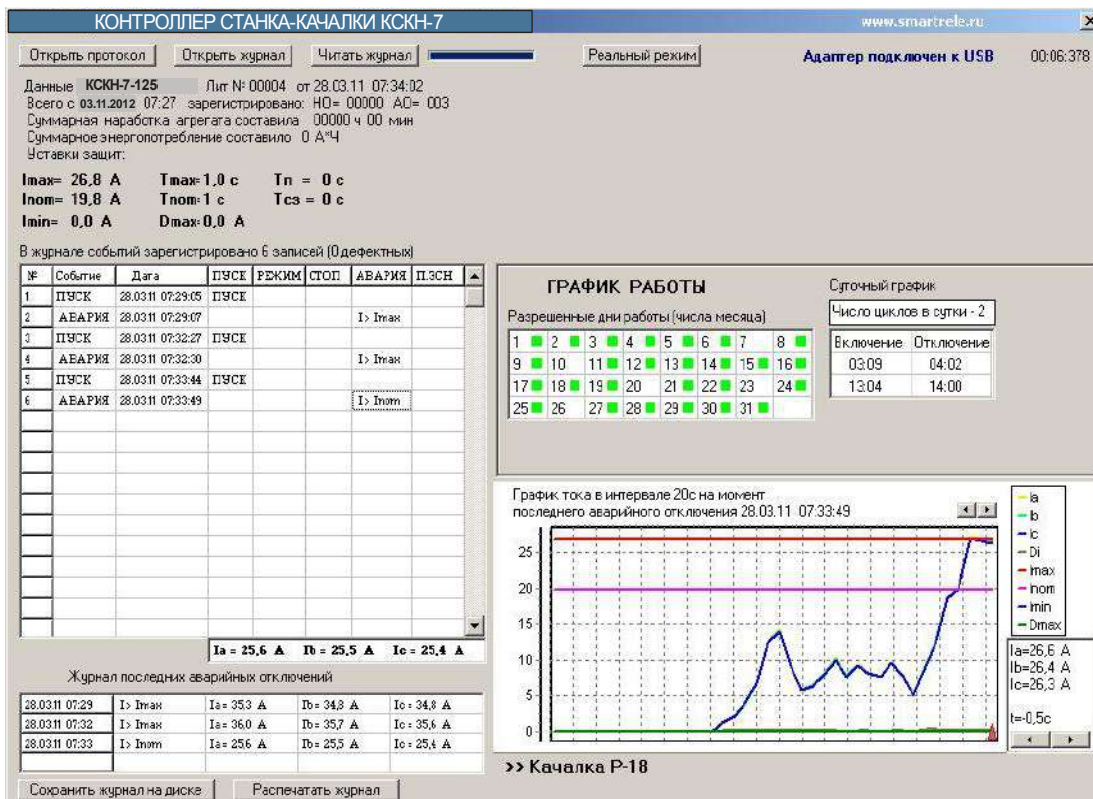 КОНТРОЛЛЕР СТАНКА-КАЧАЛКИ КСКН-7
www.smartrele.ru
Открыть протокол Открыть журнал Читать журнал Реальный режим Адаптер подключен к USB 00:06:378
Данные КСКН-7-125 Лит № 00004 от 28.03.11 07:34:02
Всего с 03.11.2012 07:27 зарегистрировано: НО= 00000 АО= 003
Суммарная наработка агрегата составила 00000 ч 00 мин
Суммарное энергопотребление составило 0 А*Ч
Уставки защит:
Imax= 26,8 А Tmax=1,0 с Тп = 0 с
Inom= 19,8 А Tnom=1 с Тсз = 0 с
Imin= 0,0 А Dmax=0,0 А
В журнале событий зарегистрировано 6 записей (0 дефектных)
№ Событие Дата ПУСК РЕЖИМ СТОП АВАРИЯ П.ЗСН
1 ПУСК 28.03.11 07:29:05 ПУСК
2 АВАРИЯ 28.03.11 07:29:07 I> Imax
3 ПУСК 28.03.11 07:32:27 ПУСК
4 АВАРИЯ 28.03.11 07:32:30 I> Imax
5 ПУСК 28.03.11 07:33:44 ПУСК
6 АВАРИЯ 28.03.11 07:33:49 I> Inom
Ia = 25,6 А Ib = 25,5 А Ic = 25,4 А
Журнал последних аварийных отключений
28.03.11 07:29 I> Imax Ia= 35,3 А Ib= 34,8 А Ic= 34,8 А
28.03.11 07:32 I> Imax Ia= 36,0 А Ib= 35,7 А Ic= 35,6 А
28.03.11 07:33 I> Inom Ia= 25,6 А Ib= 25,5 А Ic= 25,4 А
Сохранить журнал на диске Распечатать журнал
ГРАФИК РАБОТЫ
Разрешенные дни работы (числа месяца)
1 2 3 4 5 6 7 8
9 10 11 12 13 14 15 16
17 18 19 20 21 22 23 24
25 26 27 28 29 30 31
Суточный график
Число циклов в сутки - 2
Включение Отключение
03:09 04:02
13:04 14:00
График тока в интервале 20с на момент
последнего аварийного отключения 28.03.11 07:33:49
25
20
15
10
5
0
Ia
Ib
Ic
Di
Imax
Inom
Imin
Dmax
Ia=26,6 А
Ib=26,4 А
Ic=26,3 А
t=-0,5с
>> Качалка Р-18